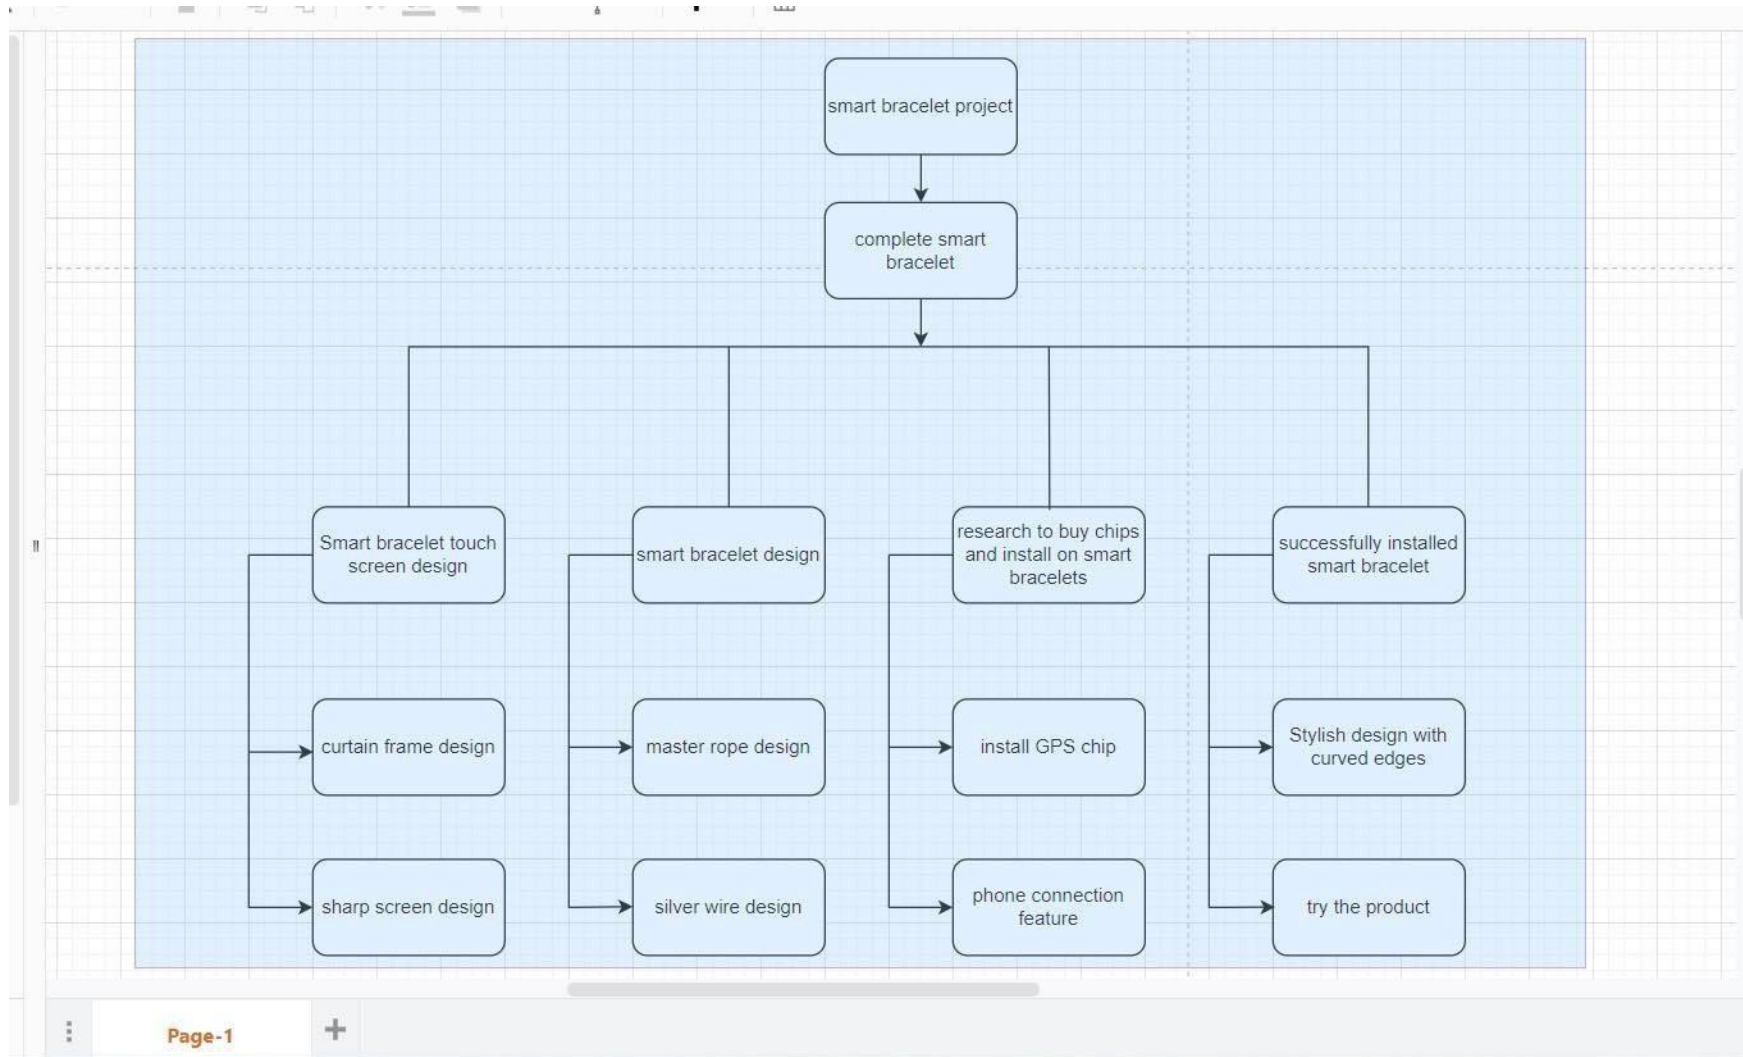 smart bracelet project
complete smart
bracelet
Smart bracelet touch
screen design
smart bracelet design
research to buy chips
and install on smart
bracelets
successfully installed
smart bracelet
curtain frame design
master rope design
install GPS chip
Stylish design with
curved edges
sharp screen design
silver wire design
phone connection
feature
try the product
Page-1